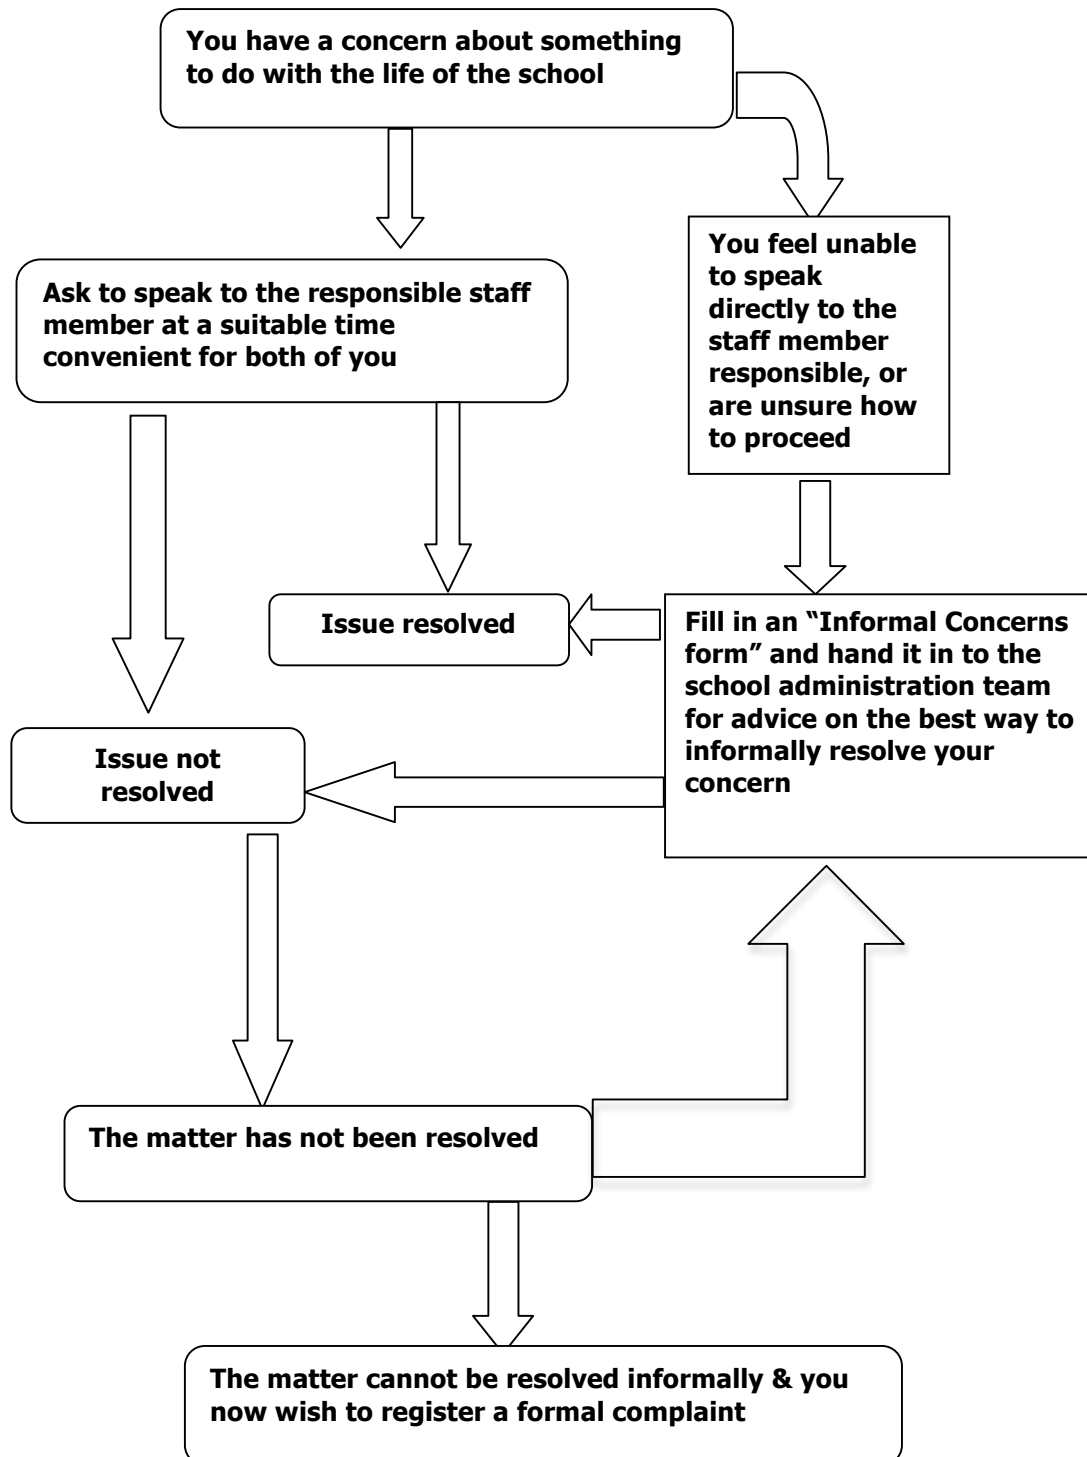 You have a concern about something
to do with the life of the school
You feel unable
to speak
directly to the
staff member
responsible, or
are unsure how
to proceed
Ask to speak to the responsible staff
member at a suitable time
convenient for both of you
Issue resolved
Fill in an “Informal Concerns
form” and hand it in to the
school administration team
for advice on the best way to
informally resolve your
concern
Issue not
resolved
The matter has not been resolved
The matter cannot be resolved informally & you
now wish to register a formal complaint